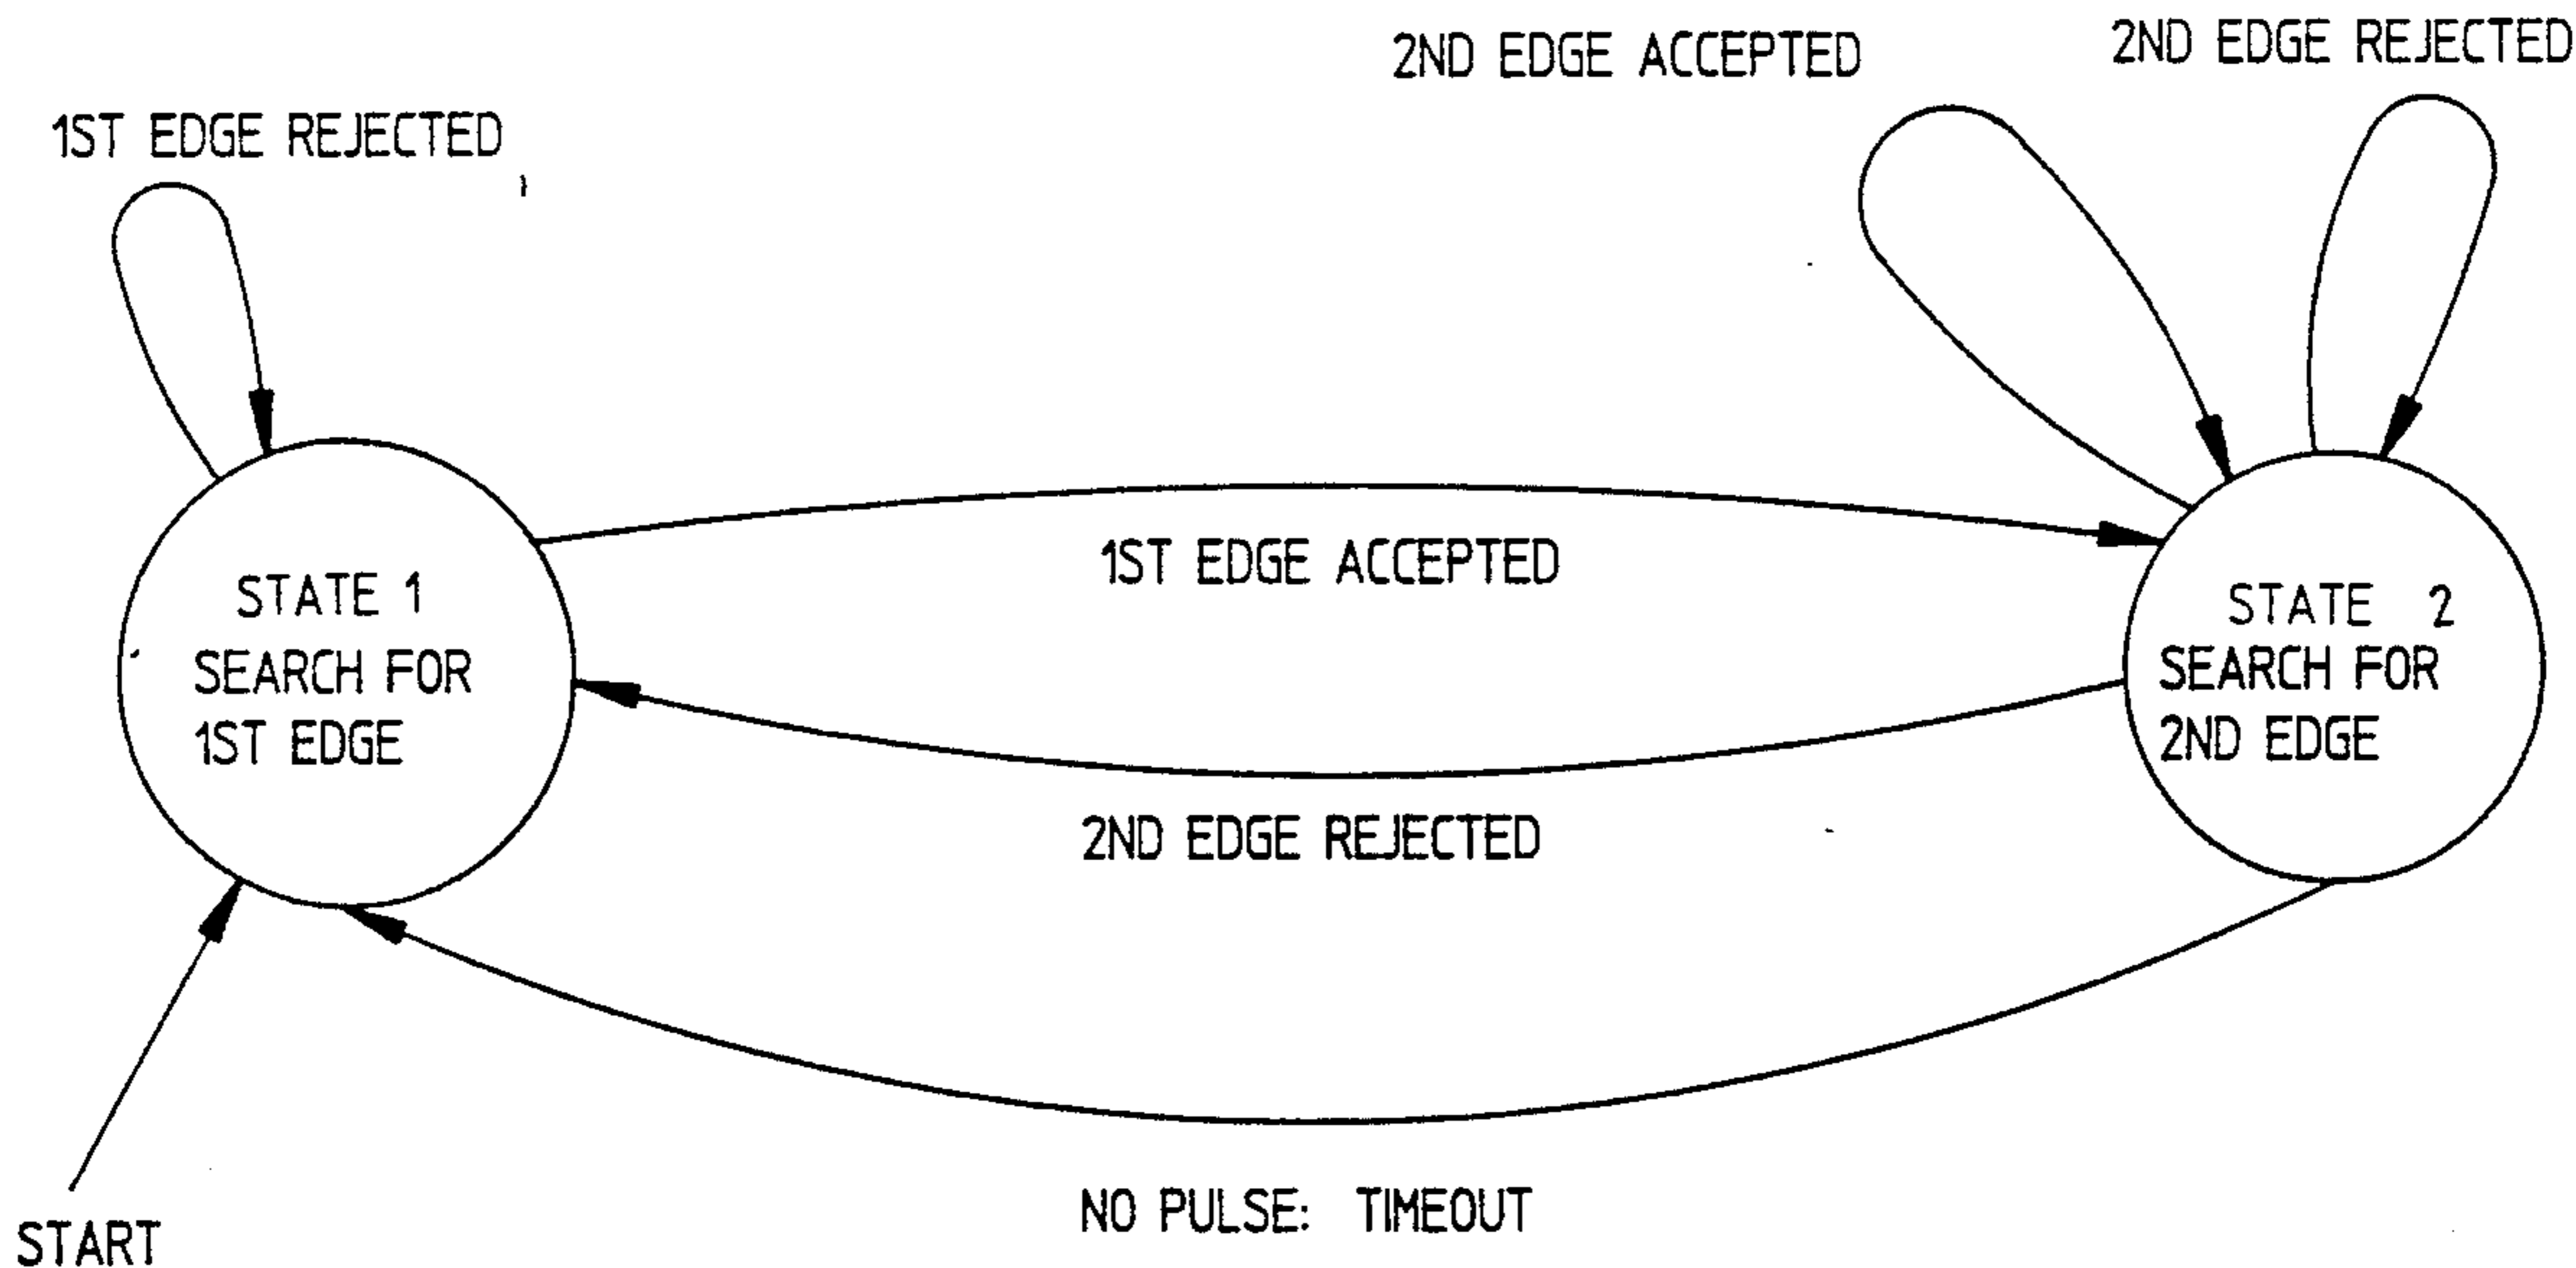 2ND EDGE ACCEPTED
2ND EDGE REJECTED
1ST EDGE REJECTED
1ST EDGE ACCEPTED
STATE 1
SEARCH FOR
1ST EDGE
STATE 2
SEARCH FOR
2ND EDGE
2ND EDGE REJECTED
NO PULSE: TIMEOUT
START